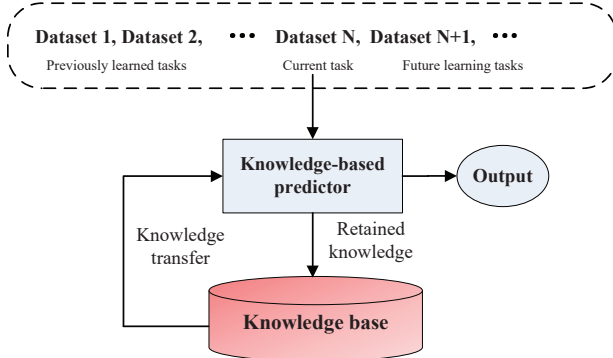 Dataset 1, Dataset 2, ••• Dataset N, Dataset N+1, •••
Previously learned tasks Current task Future learning tasks
Knowledge-based
predictor
Output
Knowledge
transfer
Retained
knowledge
Knowledge base